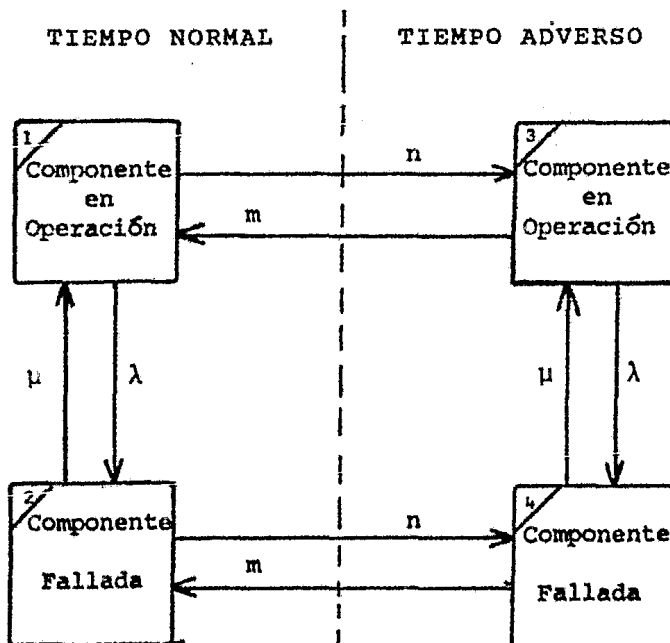 TIEMPO NORMAL
TIEMPO ADVERSO
1
Componente
en
Operación
n
m
3
Componente
en
Operación
μ
λ
μ
λ
2
Componente
Fallada
n
m
4
Componente
Fallada